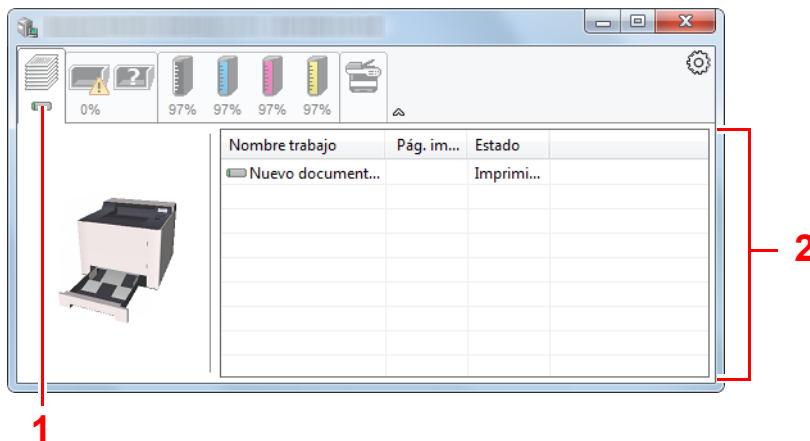 ?
0%
97%
97%
97%
97%
Nombre trabajo
Pág. im...
Estado
Nuevo document...
Imprimi...
2
1